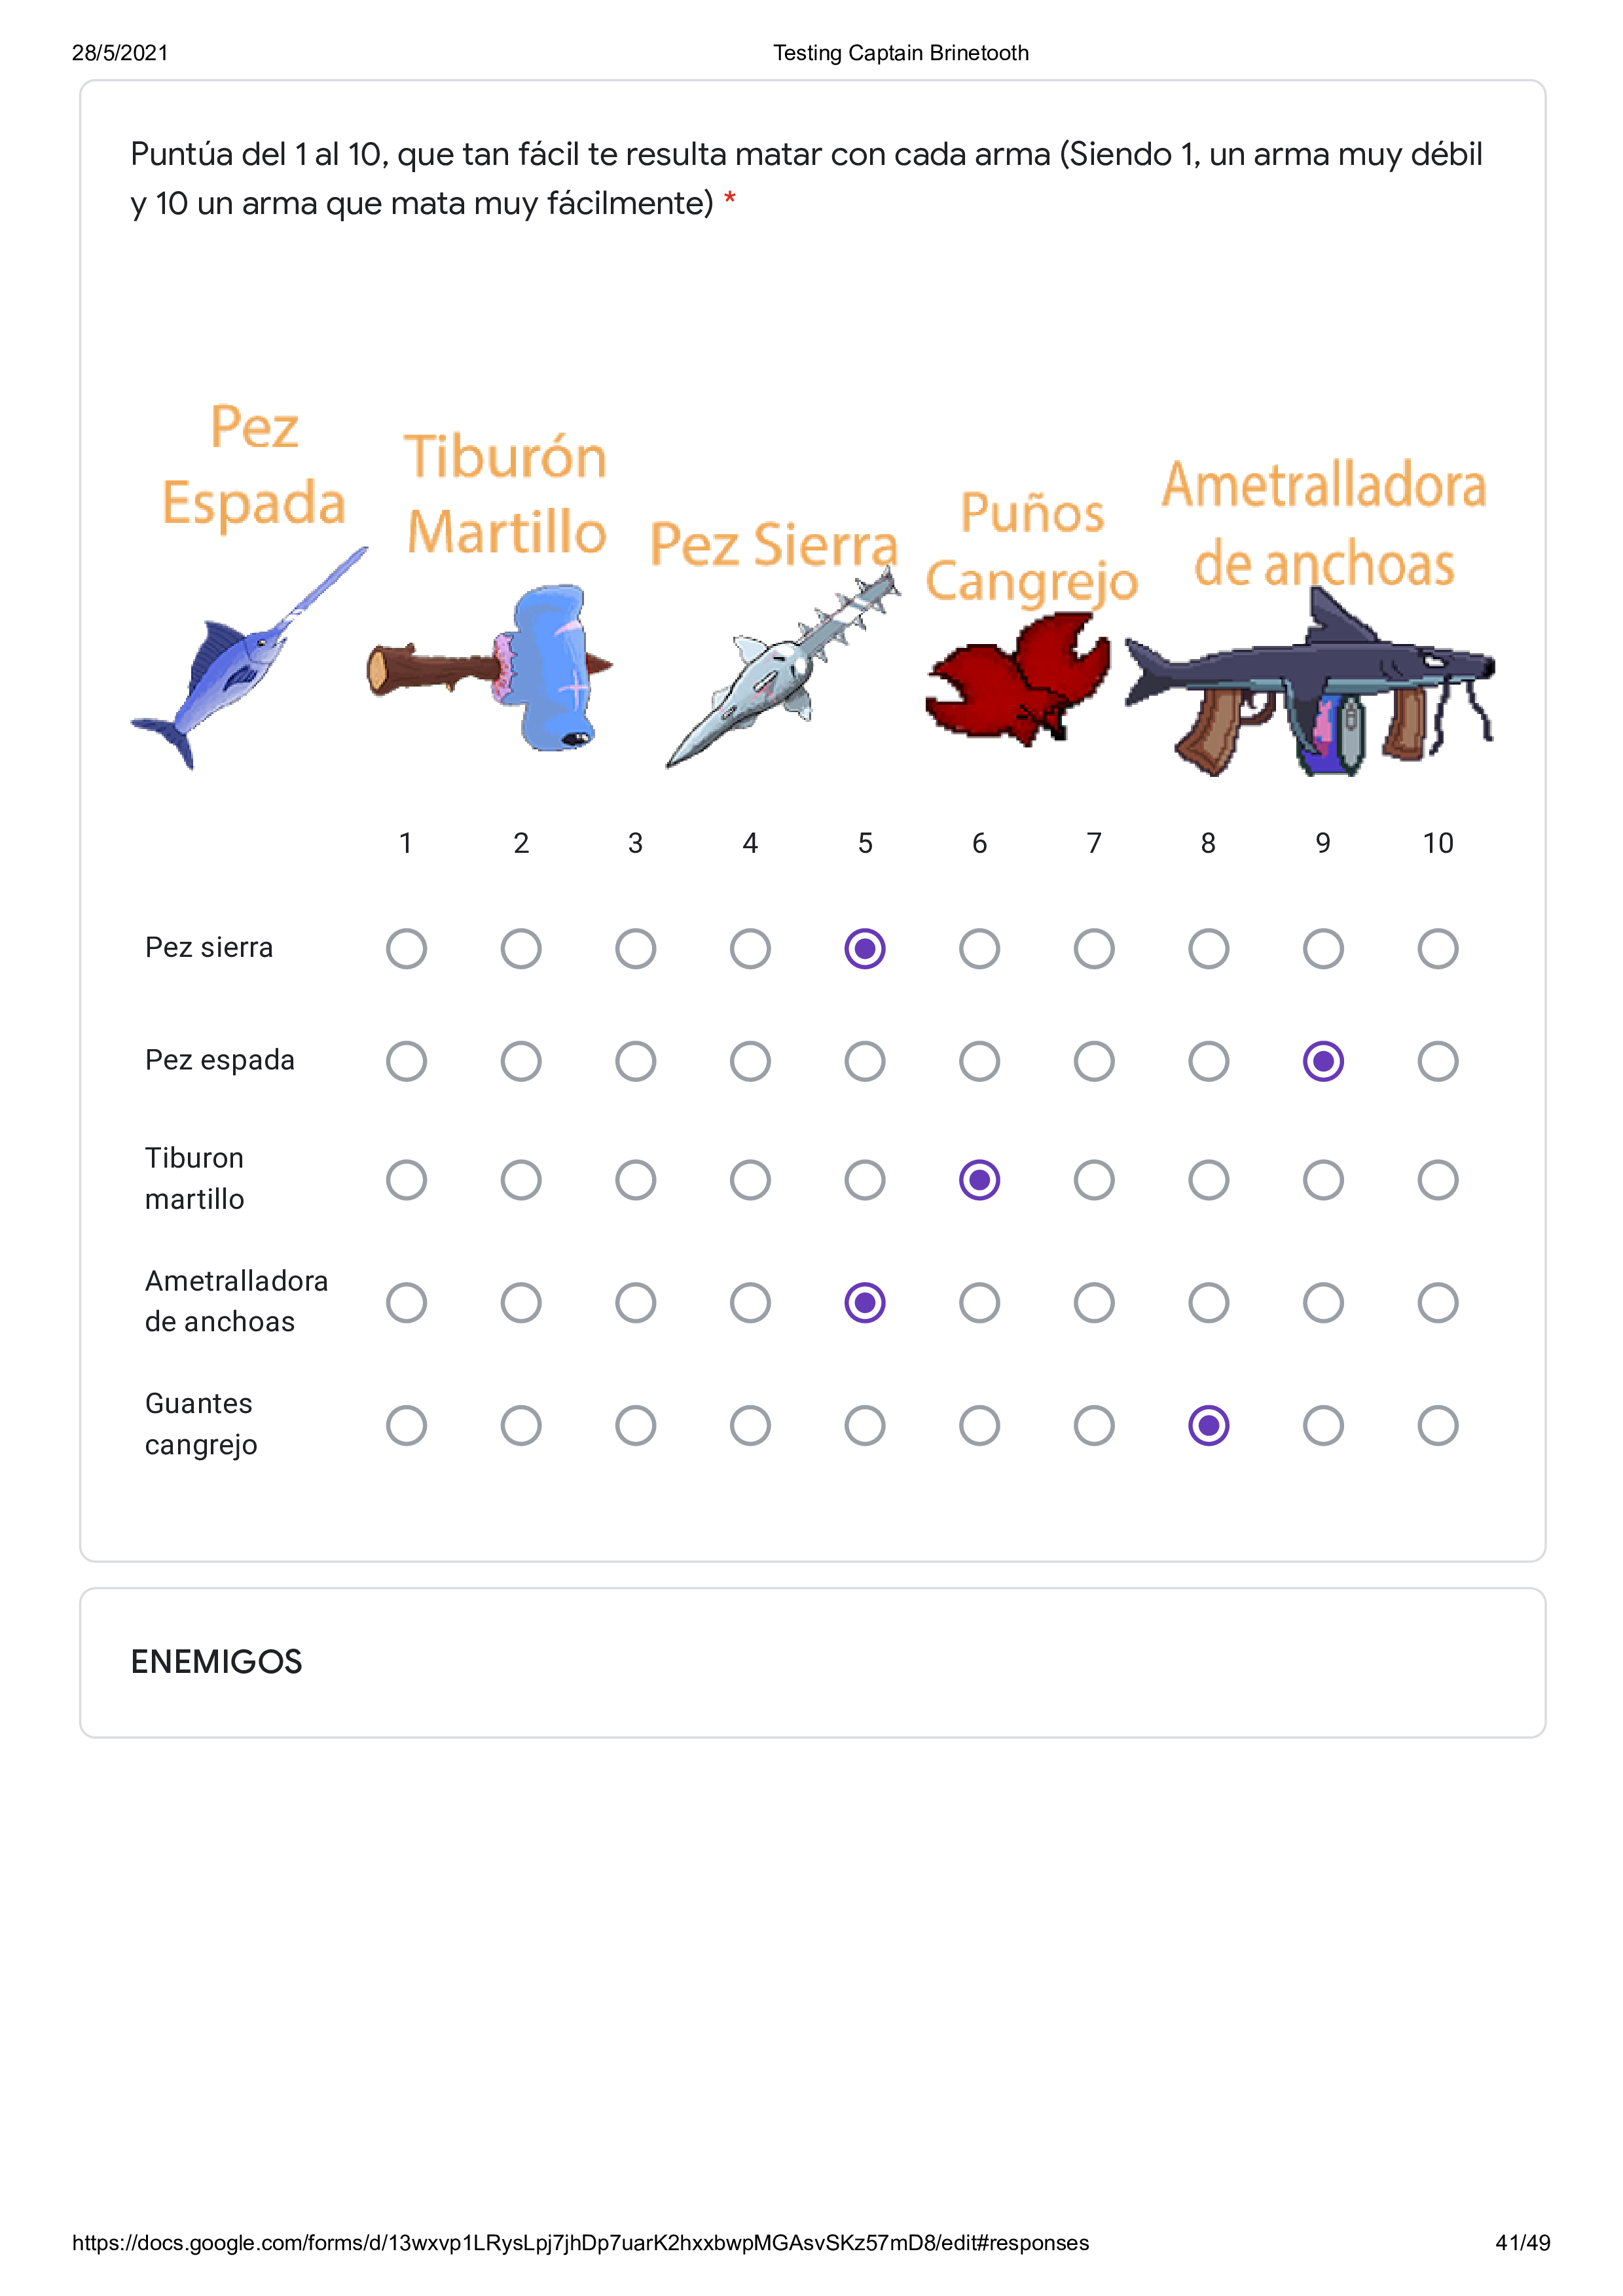 28/5/2021 Testing Captain Brinetooth
Puntúa del 1 al 10, que tan fácil te resulta matar con cada arma (Siendo 1, un arma muy débil
y 10 un arma que mata muy fácilmente) *
Pez
Espada
Tiburón
Martillo
Pez Sierra
Puños
Cangrejo
Ametralladora
de anchoas
1 2 3 4 5 6 7 8 9 10
Pez sierra
Pez espada
Tiburon
martillo
Ametralladora
de anchoas
Guantes
cangrejo
ENEMIGOS
https://docs.google.com/forms/d/13wxvp1LRysLpj7jhDp7uarK2hxxbwpMGAsvSKz57mD8/edit#responses 41/49